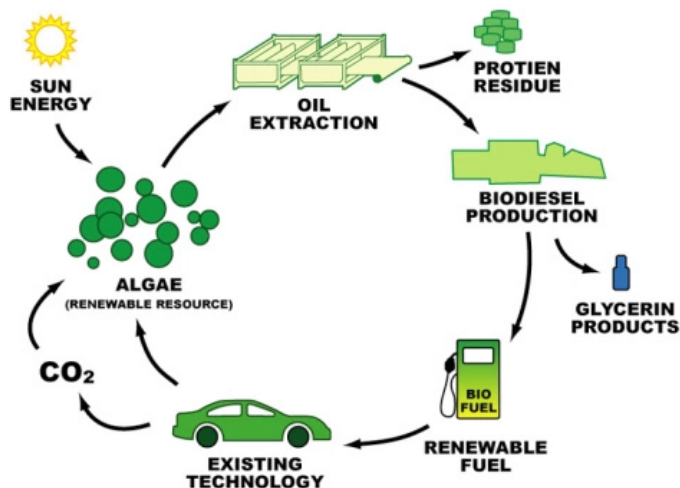 SUN
ENERGY
OIL
EXTRACTION
PROTIEN
RESIDUE
BIODIESEL
PRODUCTION
GLYCERIN
PRODUCTS
BIO
FUEL
RENEWABLE
FUEL
EXISTING
TECHNOLOGY
CO₂
ALGAE
(RENEWABLE RESOURCE)